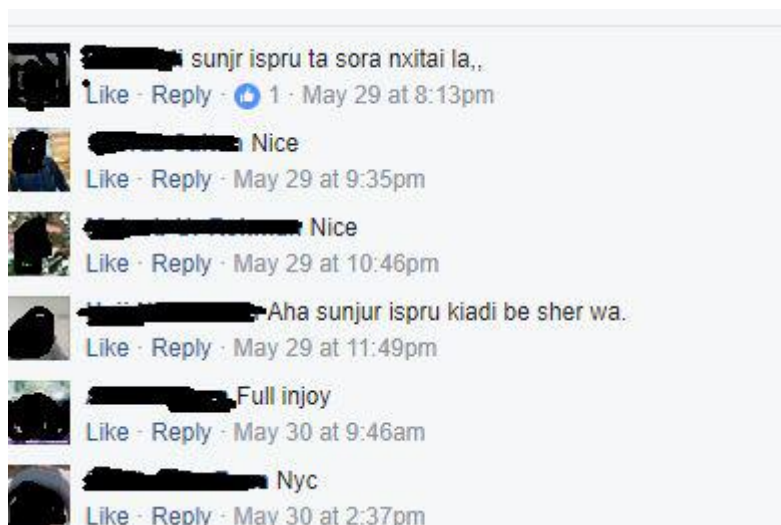 sunjr ispru ta sora nxitai la,,
Like · Reply · 1 · May 29 at 8:13pm
Nice
Like · Reply · May 29 at 9:35pm
Nice
Like · Reply · May 29 at 10:46pm
Aha sunjur ispru kiadi be sher wa.
Like · Reply · May 29 at 11:49pm
Full injoy
Like · Reply · May 30 at 9:46am
Nyc
Like · Reply · May 30 at 2:37pm